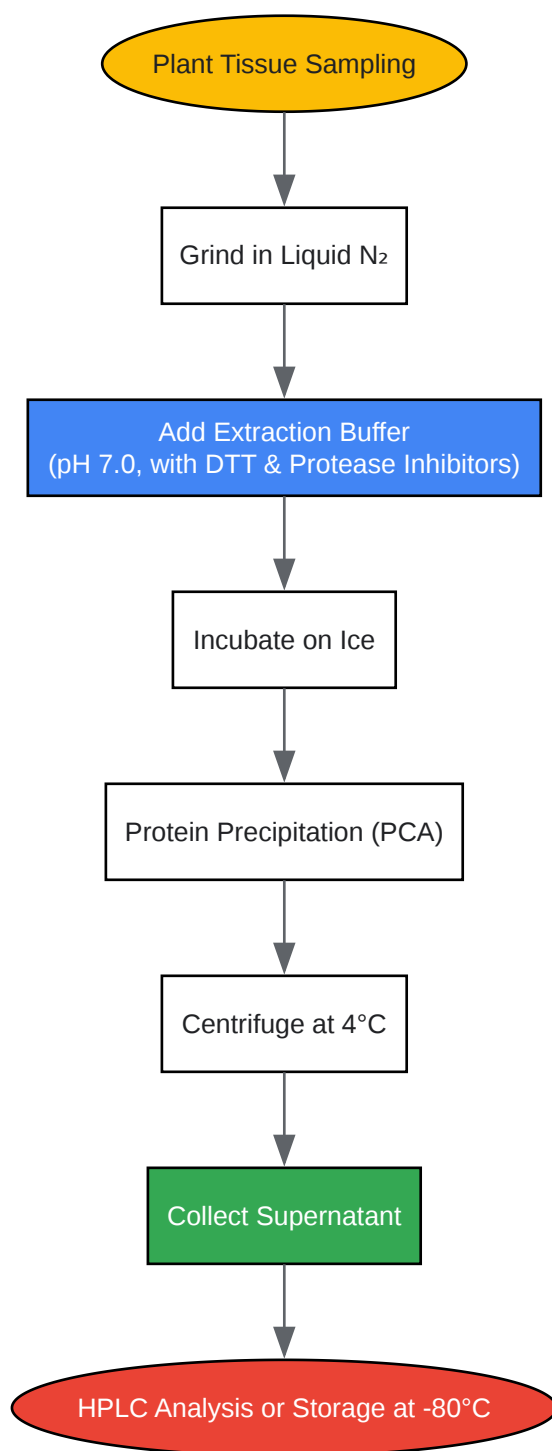 Plant Tissue Sampling
Grind in Liquid N₂
Add Extraction Buffer
(pH 7.0, with DTT & Protease Inhibitors)
Incubate on Ice
Protein Precipitation (PCA)
Centrifuge at 4°C
Collect Supernatant
HPLC Analysis or Storage at -80°C